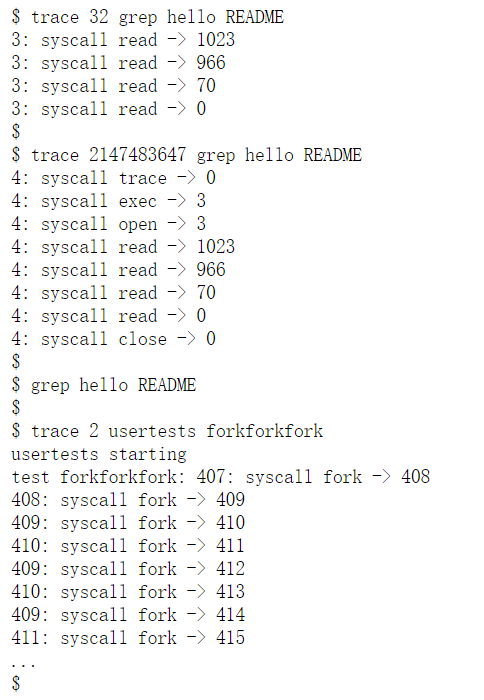 $ trace 32 grep hello README
3: syscall read -> 1023
3: syscall read -> 966
3: syscall read -> 70
3: syscall read -> 0
$
$ trace 2147483647 grep hello README
4: syscall trace -> 0
4: syscall exec -> 3
4: syscall open -> 3
4: syscall read -> 1023
4: syscall read -> 966
4: syscall read -> 70
4: syscall read -> 0
4: syscall close -> 0
$
$ grep hello README
$
$ trace 2 usertests forkforkfork
usertests starting
test forkforkfork: 407: syscall fork -> 408
408: syscall fork -> 409
409: syscall fork -> 410
410: syscall fork -> 411
409: syscall fork -> 412
410: syscall fork -> 413
409: syscall fork -> 414
411: syscall fork -> 415
...
$